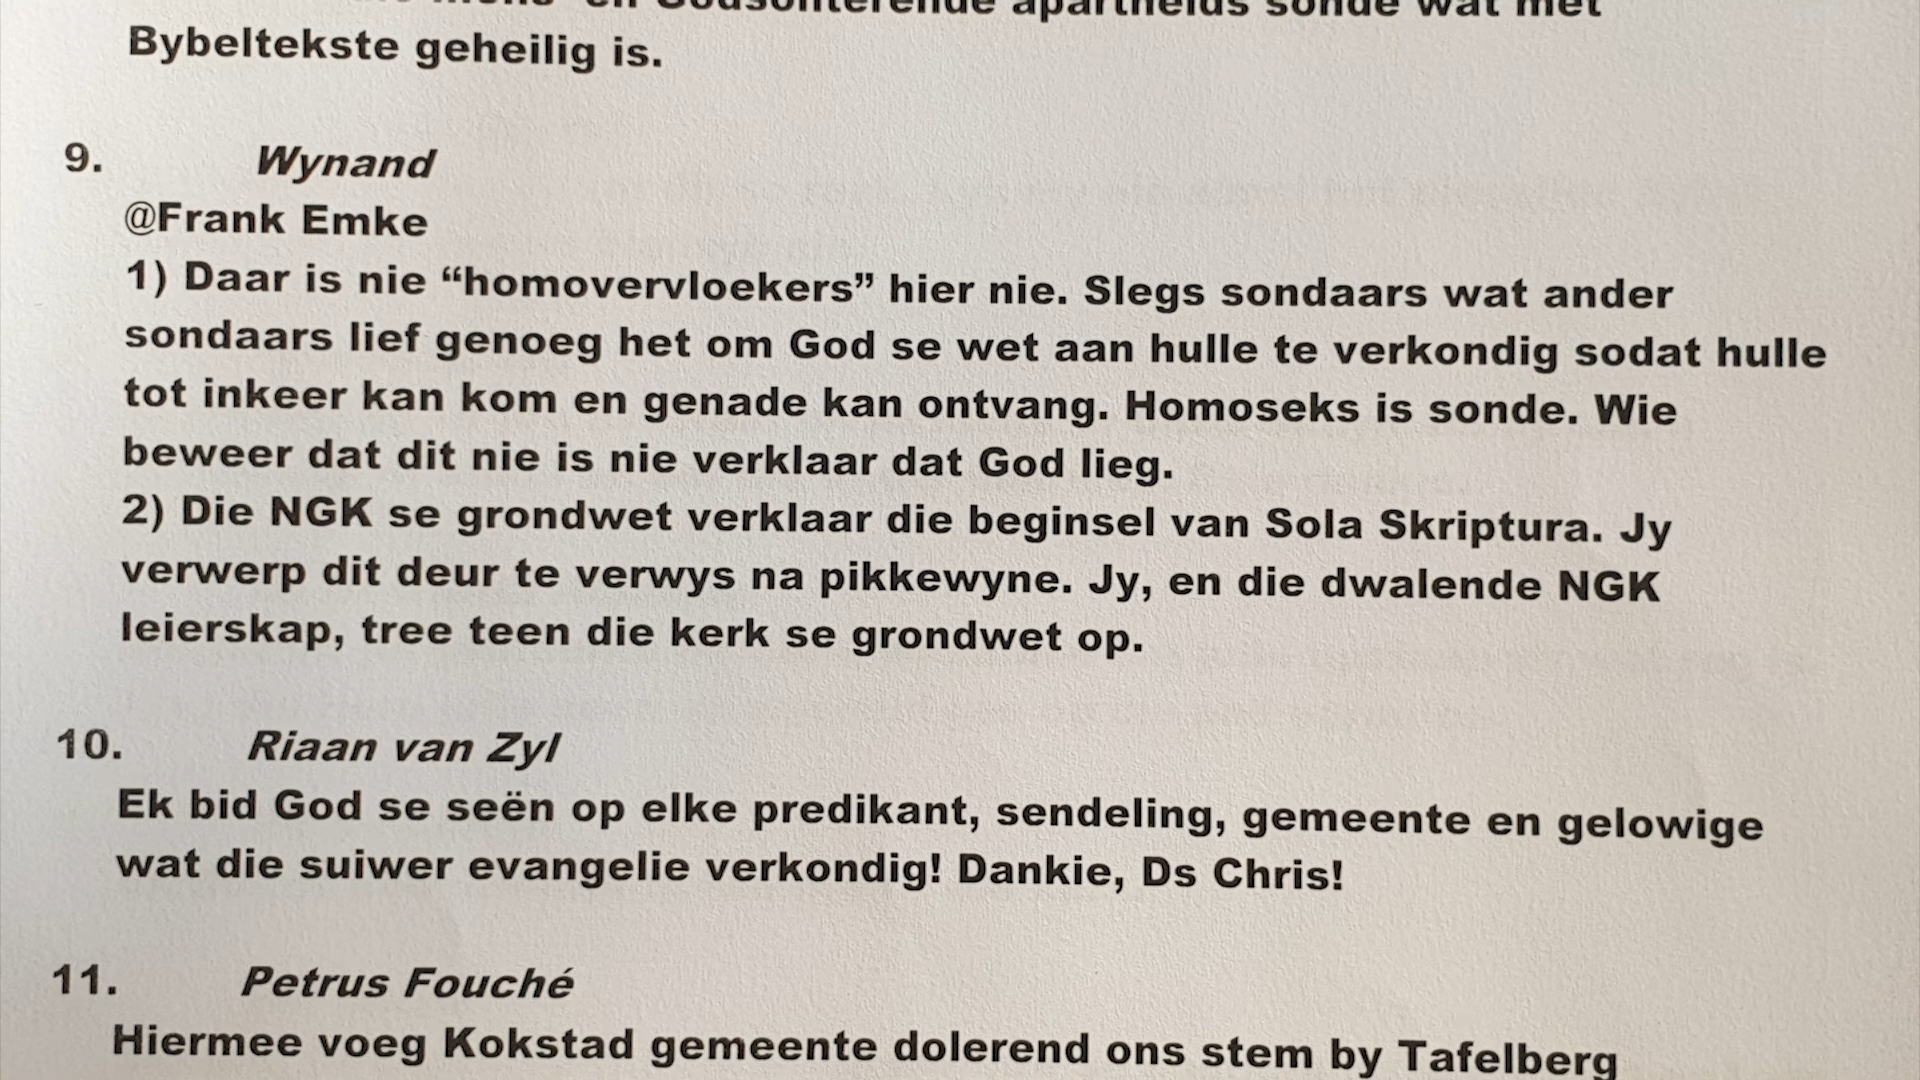 en Godsonterende apartheids sonde wat met
Bybeltekste geheilig is.
9. Wynand
@Frank Emke
1) Daar is nie “homovervloekers” hier nie. Slegs sondaars wat ander
sondaars lief genoeg het om God se wet aan hulle te verkondig sodat hulle
tot inkeer kan kom en genade kan ontvang. Homoseks is sonde. Wie
beweer dat dit nie is nie verklaar dat God lieg.
2) Die NGK se grondwet verklaar die beginsel van Sola Skriptura. Jy
verwerp dit deur te verwys na pikkewyne. Jy, en die dwalende NGK
leierskap, tree teen die kerk se grondwet op.
10. Riaan van Zyl
Ek bid God se seën op elke predikant, sendeling, gemeente en gelowige
wat die suiwer evangelie verkondig! Dankie, Ds Chris!
11. Petrus Fouché
Hiermee voeg Kokstad gemeente dolerend ons stem by Tafelberg